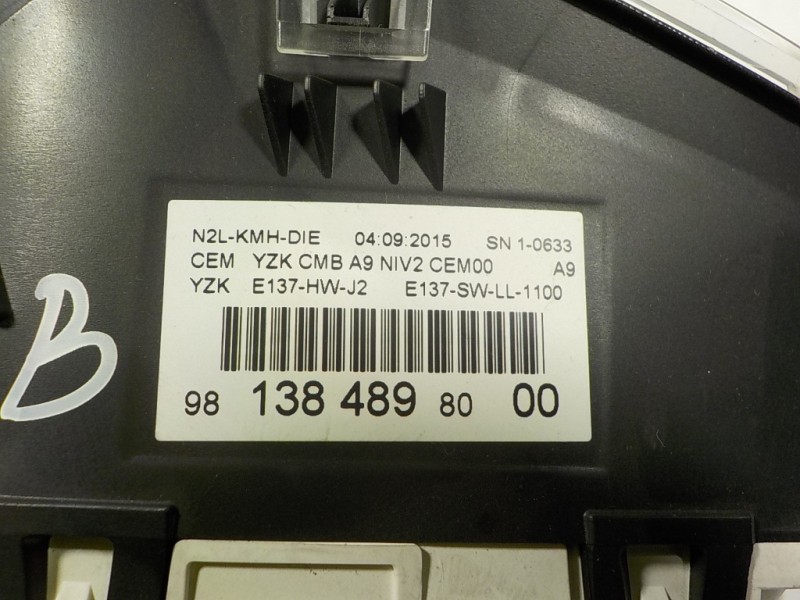 N2L-KMH-DIE 04:09:2015 SN 1-0633
CEM YZK CMB A9 NIV2 CEM00 A9
YZK E137-HW-J2 E137-SW-LL-1100
98 138 489 80 00
B